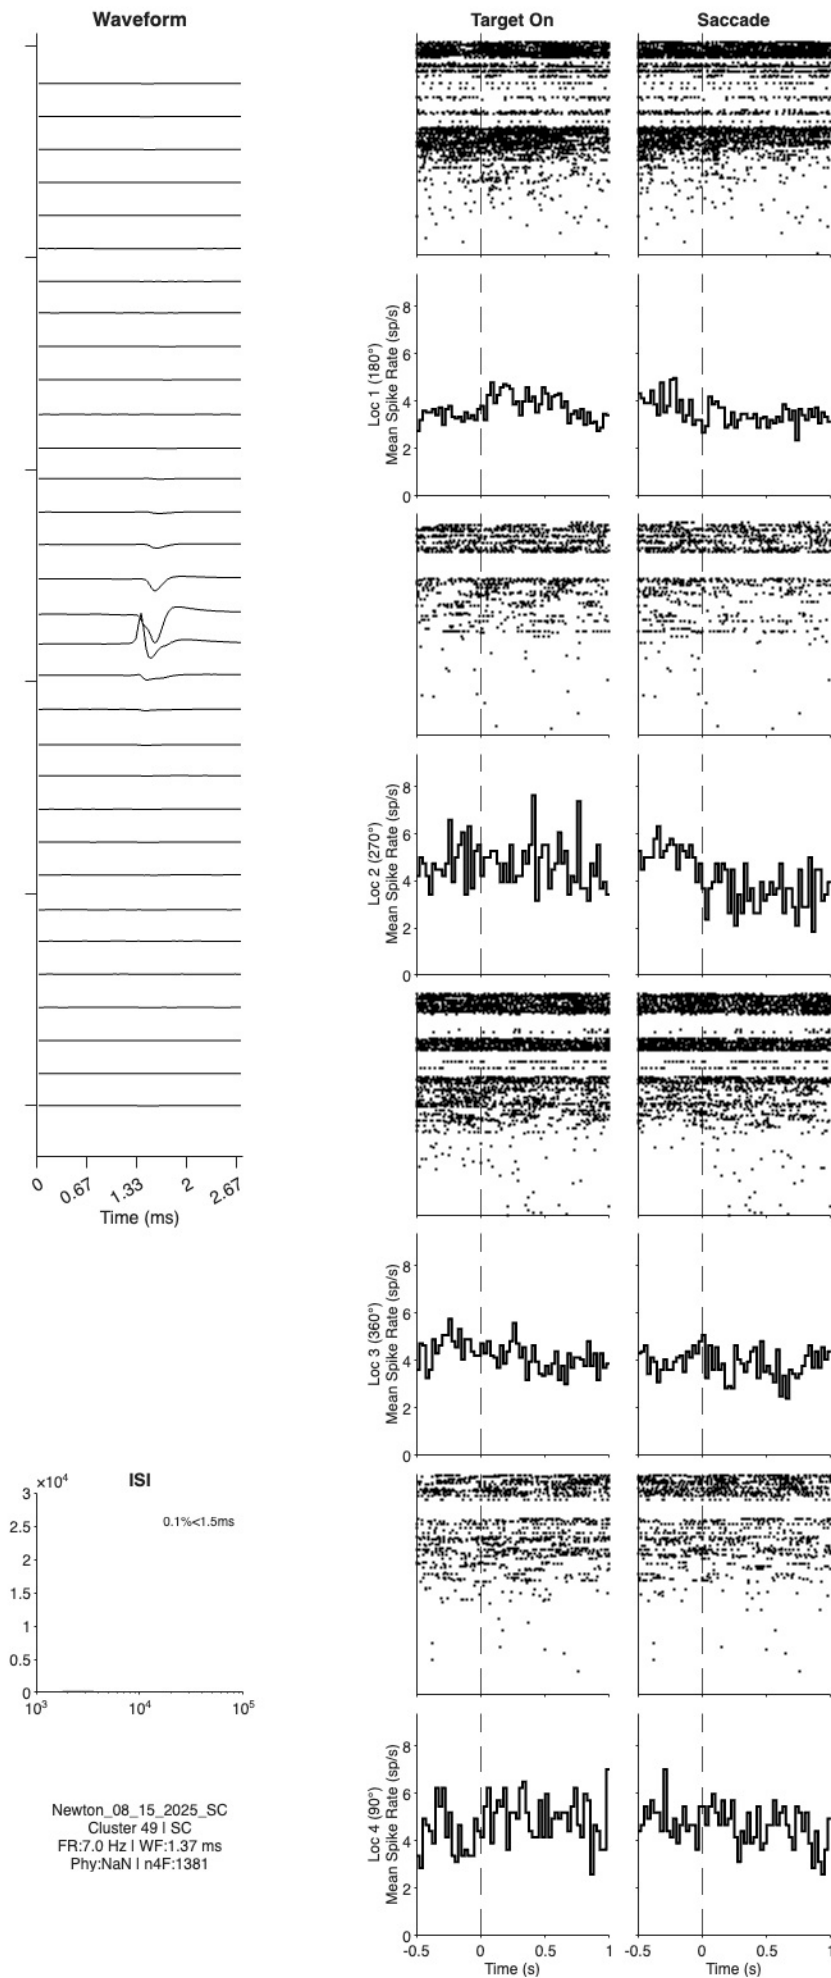 Waveform
Target On
Saccade
Loc 1 (180°)
Mean Spike Rate (sp/s)
8
6
4
2
0
Loc 2 (270°)
Mean Spike Rate (sp/s)
8
6
4
2
0
0
0.67
1.33
2
2.67
Time (ms)
Loc 3 (360°)
Mean Spike Rate (sp/s)
8
6
4
2
0
ISI
×10⁴
3
2.5
2
1.5
1
0.5
0
0.1%<1.5ms
10³
10⁴
10⁵
Newton_08_15_2025_SC
Cluster 49 | SC
FR:7.0 Hz | WF:1.37 ms
Phy:NaN | n4F:1381
Loc 4 (90°)
Mean Spike Rate (sp/s)
8
6
4
2
0
-0.5
0
0.5
1
Time (s)
-0.5
0
0.5
1
Time (s)